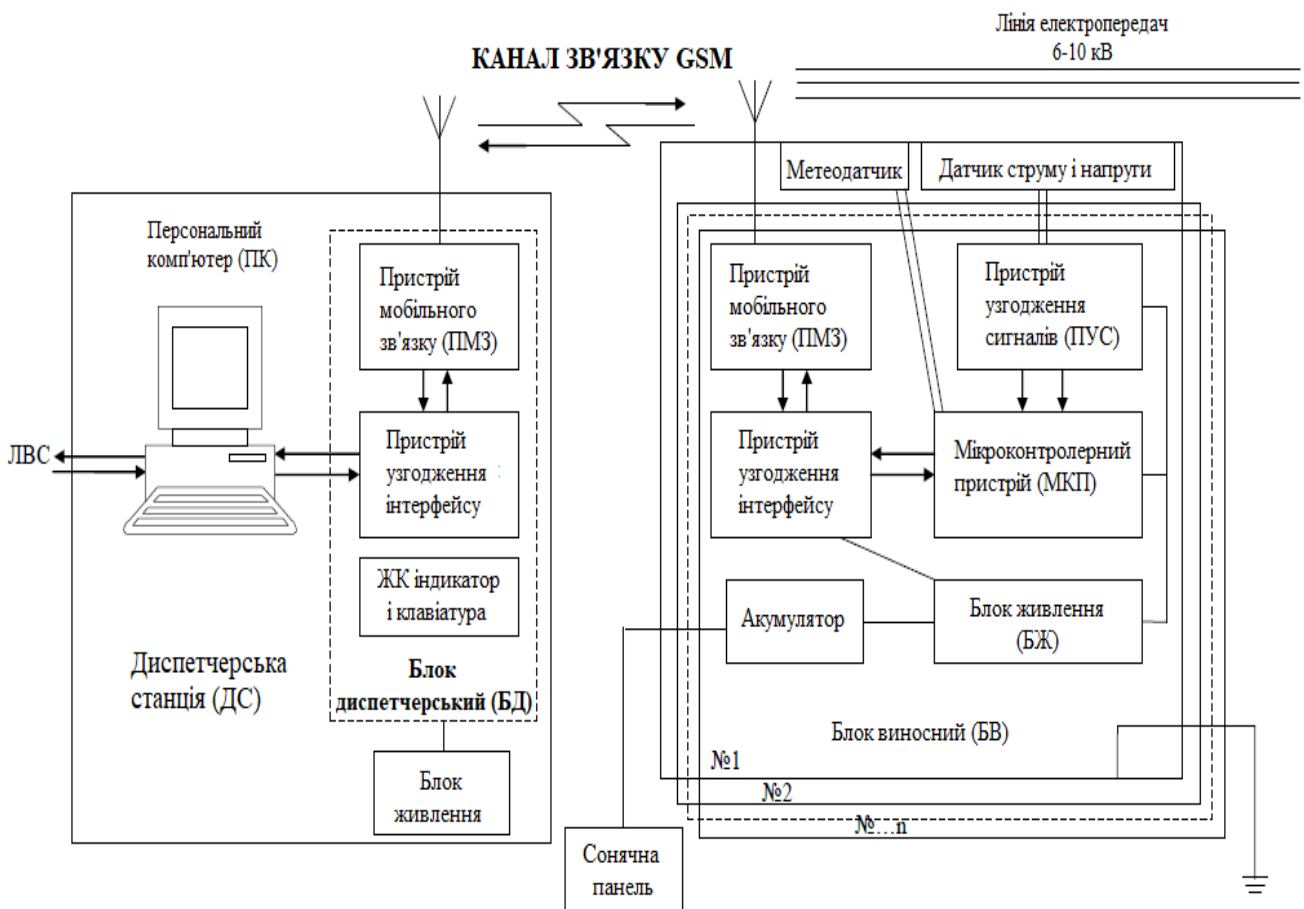 Лінія електропередач
6-10 кВ
КАНАЛ ЗВ'ЯЗКУ GSM
Метеодатчик
Датчик струму і напруги
Персональний
комп'ютер (ПК)
Пристрій
мобільного
зв'язку (ПМЗ)
Пристрій
мобільного
зв'язку (ПМЗ)
Пристрій
узгодження
сигналів (ПУС)
ЛВС
Пристрій
узгодження
інтерфейсу
Пристрій
узгодження
інтерфейсу
Мікроконтролерний
пристрій (МКП)
ЖК індикатор
і клавіатура
Акумулятор
Блок живлення
(БЖ)
Диспетчерська
станція (ДС)
Блок
диспетчерський (БД)
Блок виносний (БВ)
№1
№2
№...n
Блок
живлення
Сонячна
панель